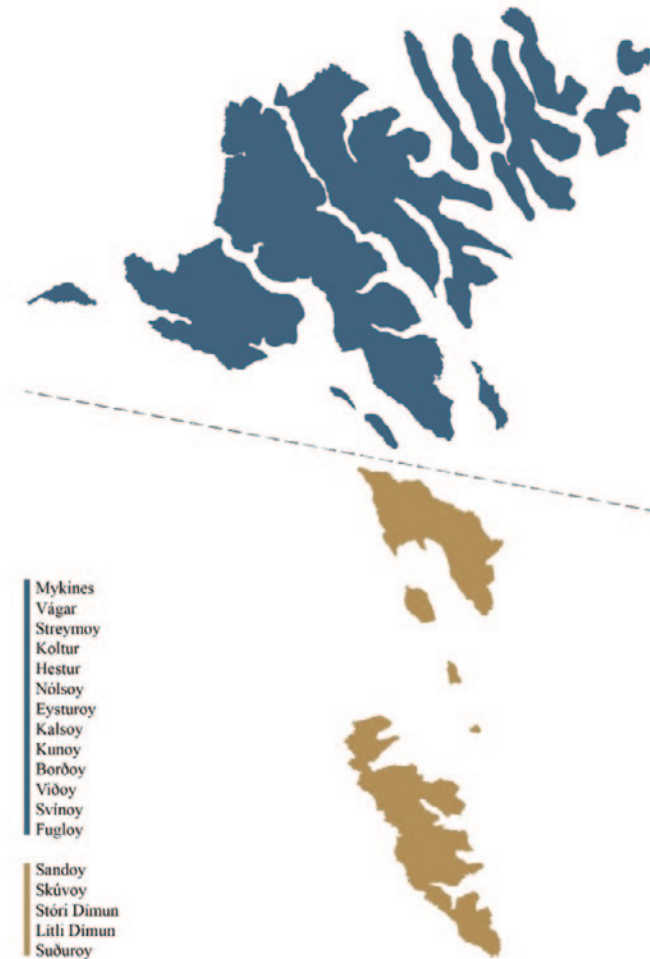 Mykines
Vágar
Streymoy
Koltur
Hestur
Nólsoy
Eysturoy
Kalsoy
Kunoy
Borðoy
Viðoy
Svínoy
Fugloy
Sandoy
Skúvoy
Stóri Dímun
Lítli Dímun
Suðuroy